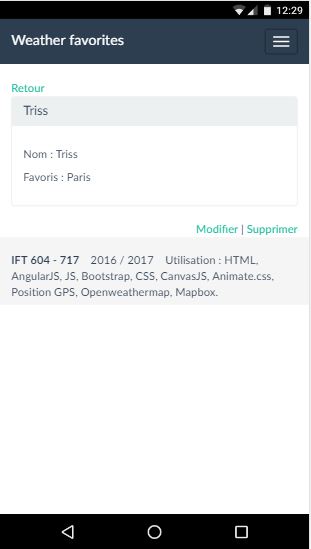 12:29
Weather favorites
Retour
Triss
Nom : Triss
Favoris : Paris
Modifier | Supprimer
IFT 604 - 717 2016 / 2017 Utilisation : HTML,
AngularJS, JS, Bootstrap, CSS, CanvasJS, Animate.css,
Position GPS, Openweathermap, Mapbox.